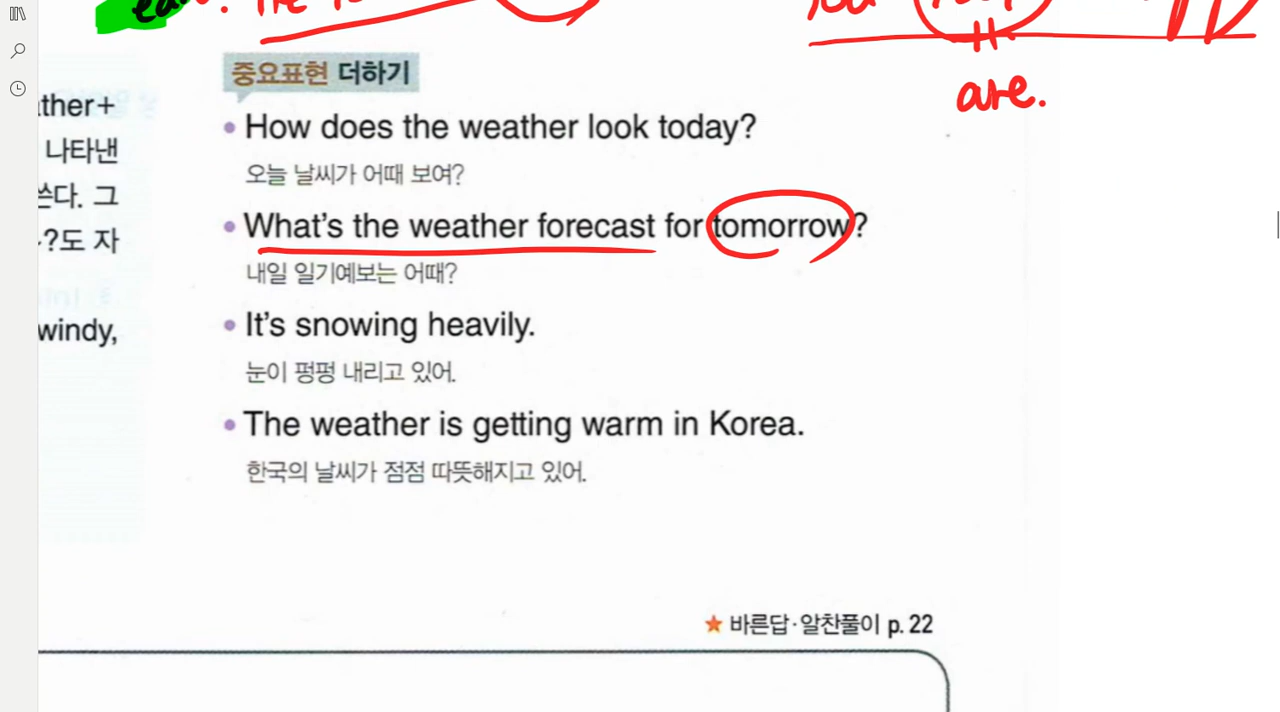 are.
ather+
나타낸
쓴다. 그
?도 자
windy,
중요표현 더하기
• How does the weather look today?
오늘 날씨가 어때 보여?
• What's the weather forecast for tomorrow?
내일 일기예보는 어때?
• It's snowing heavily.
눈이 펑펑 내리고 있어.
• The weather is getting warm in Korea.
한국의 날씨가 점점 따뜻해지고 있어.
★ 바른답·알찬풀이 p. 22